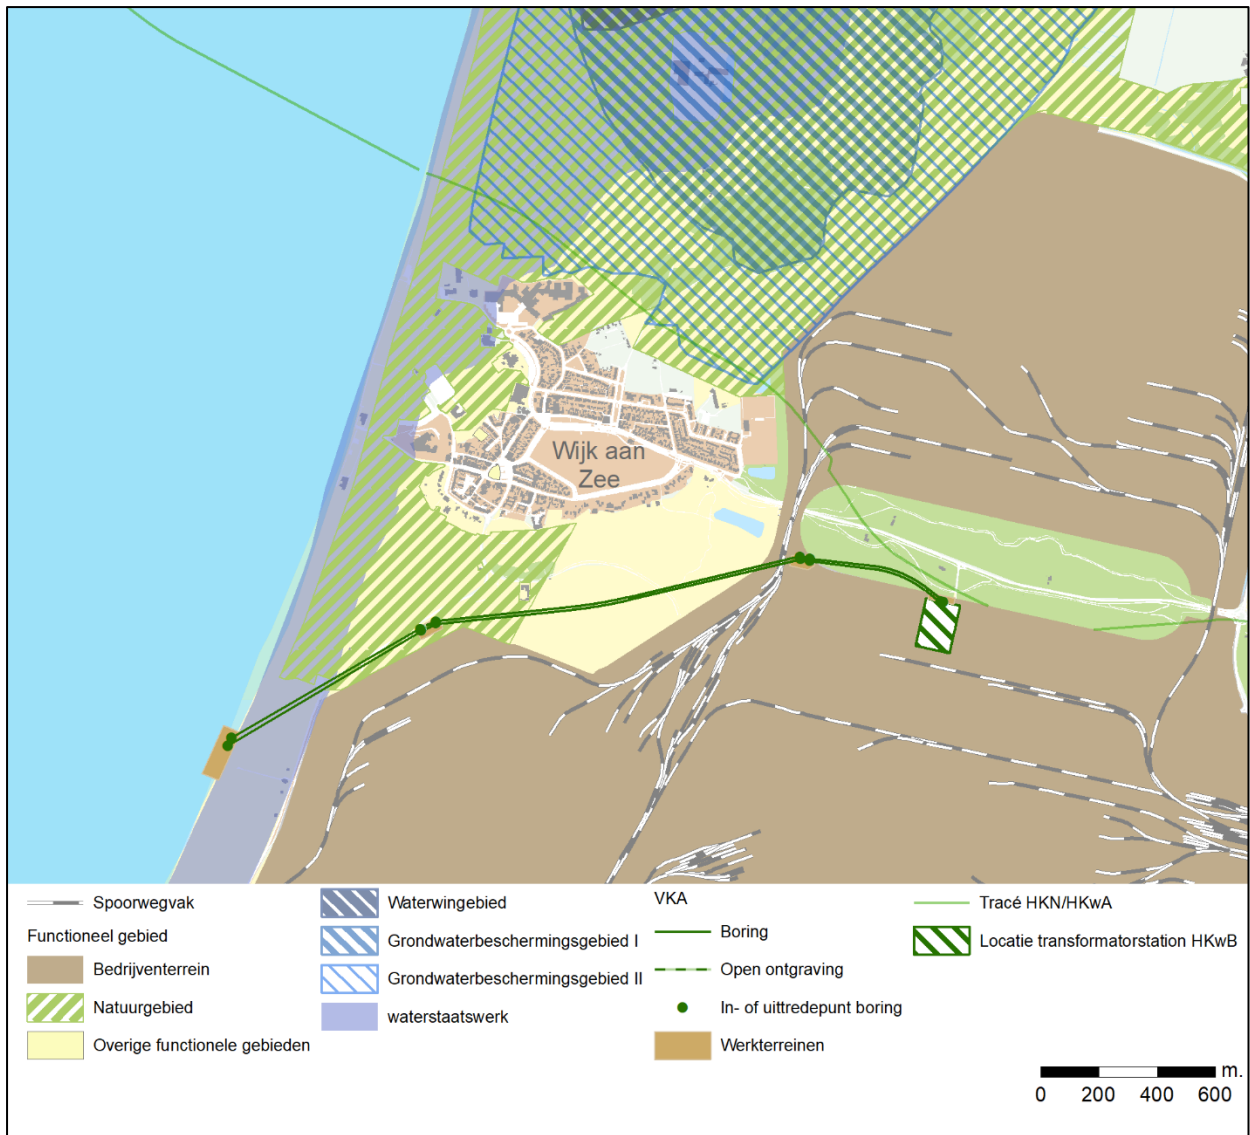 Wijk aan
Zee
Spoorwegvak
Functioneel gebied
Bedrijventerrein
Natuurgebied
Overige functionele gebieden
Waterwingebied
Grondwaterbeschermingsgebied I
Grondwaterbeschermingsgebied II
waterstaatswerk
VKA
Boring
Open ontgraving
In- of uittredepunt boring
Werkterreinen
Tracé HKN/HKwA
Locatie transformatorstation HKwB
m.
0 200 400 600